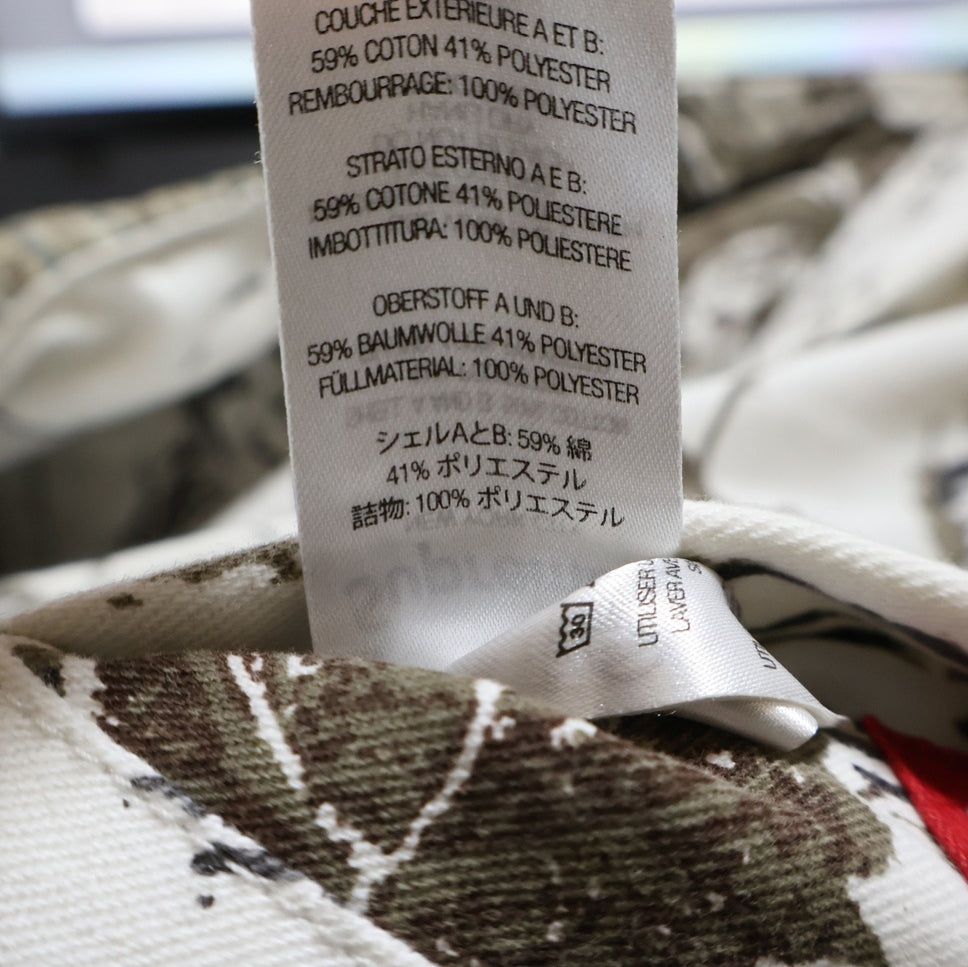 COUCHE EXTÉRIEURE A ET B:
59% COTON 41% POLYESTER
REMBOURRAGE: 100% POLYESTER
STRATO ESTERNO A E B:
59% COTONE 41% POLIESTERE
IMBOTTITURA: 100% POLIESTERE
OBERSTOFF A UND B:
59% BAUMWOLLE 41% POLYESTER
FÜLLMATERIAL: 100% POLYESTER
シェルAとB: 59% 綿
41% ポリエステル
詰物: 100% ポリエステル
30
UTILISER
LAVER AVE